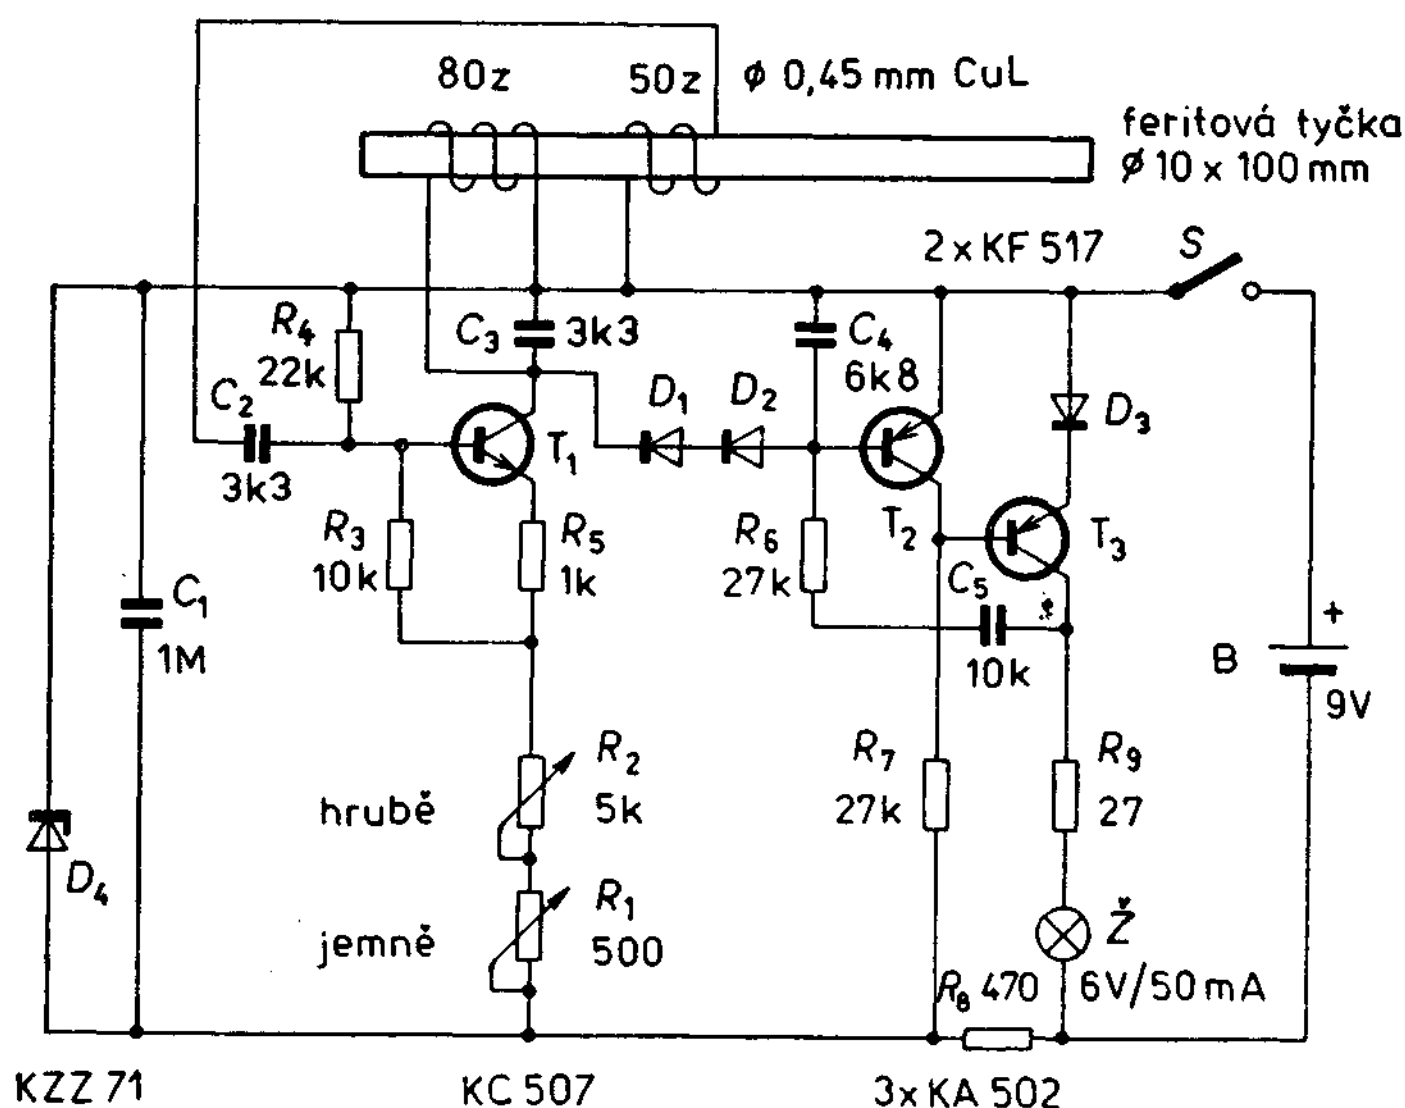 80z
50z
ϕ 0,45 mm CuL
feritová tyčka
ϕ 10 x 100 mm
2 x KF 517
S
R4
22k
C3
3k3
C4
6k8
C2
3k3
D1
D2
D3
T1
R3
10k
R5
1k
R6
27k
T2
C5
10k
T3
C1
1M
B
+
9V
R2
5k
hrubě
R7
27k
R9
27
D4
R1
500
jemně
Ž
R8 470
6V/50 mA
KZZ 71
KC 507
3x KA 502